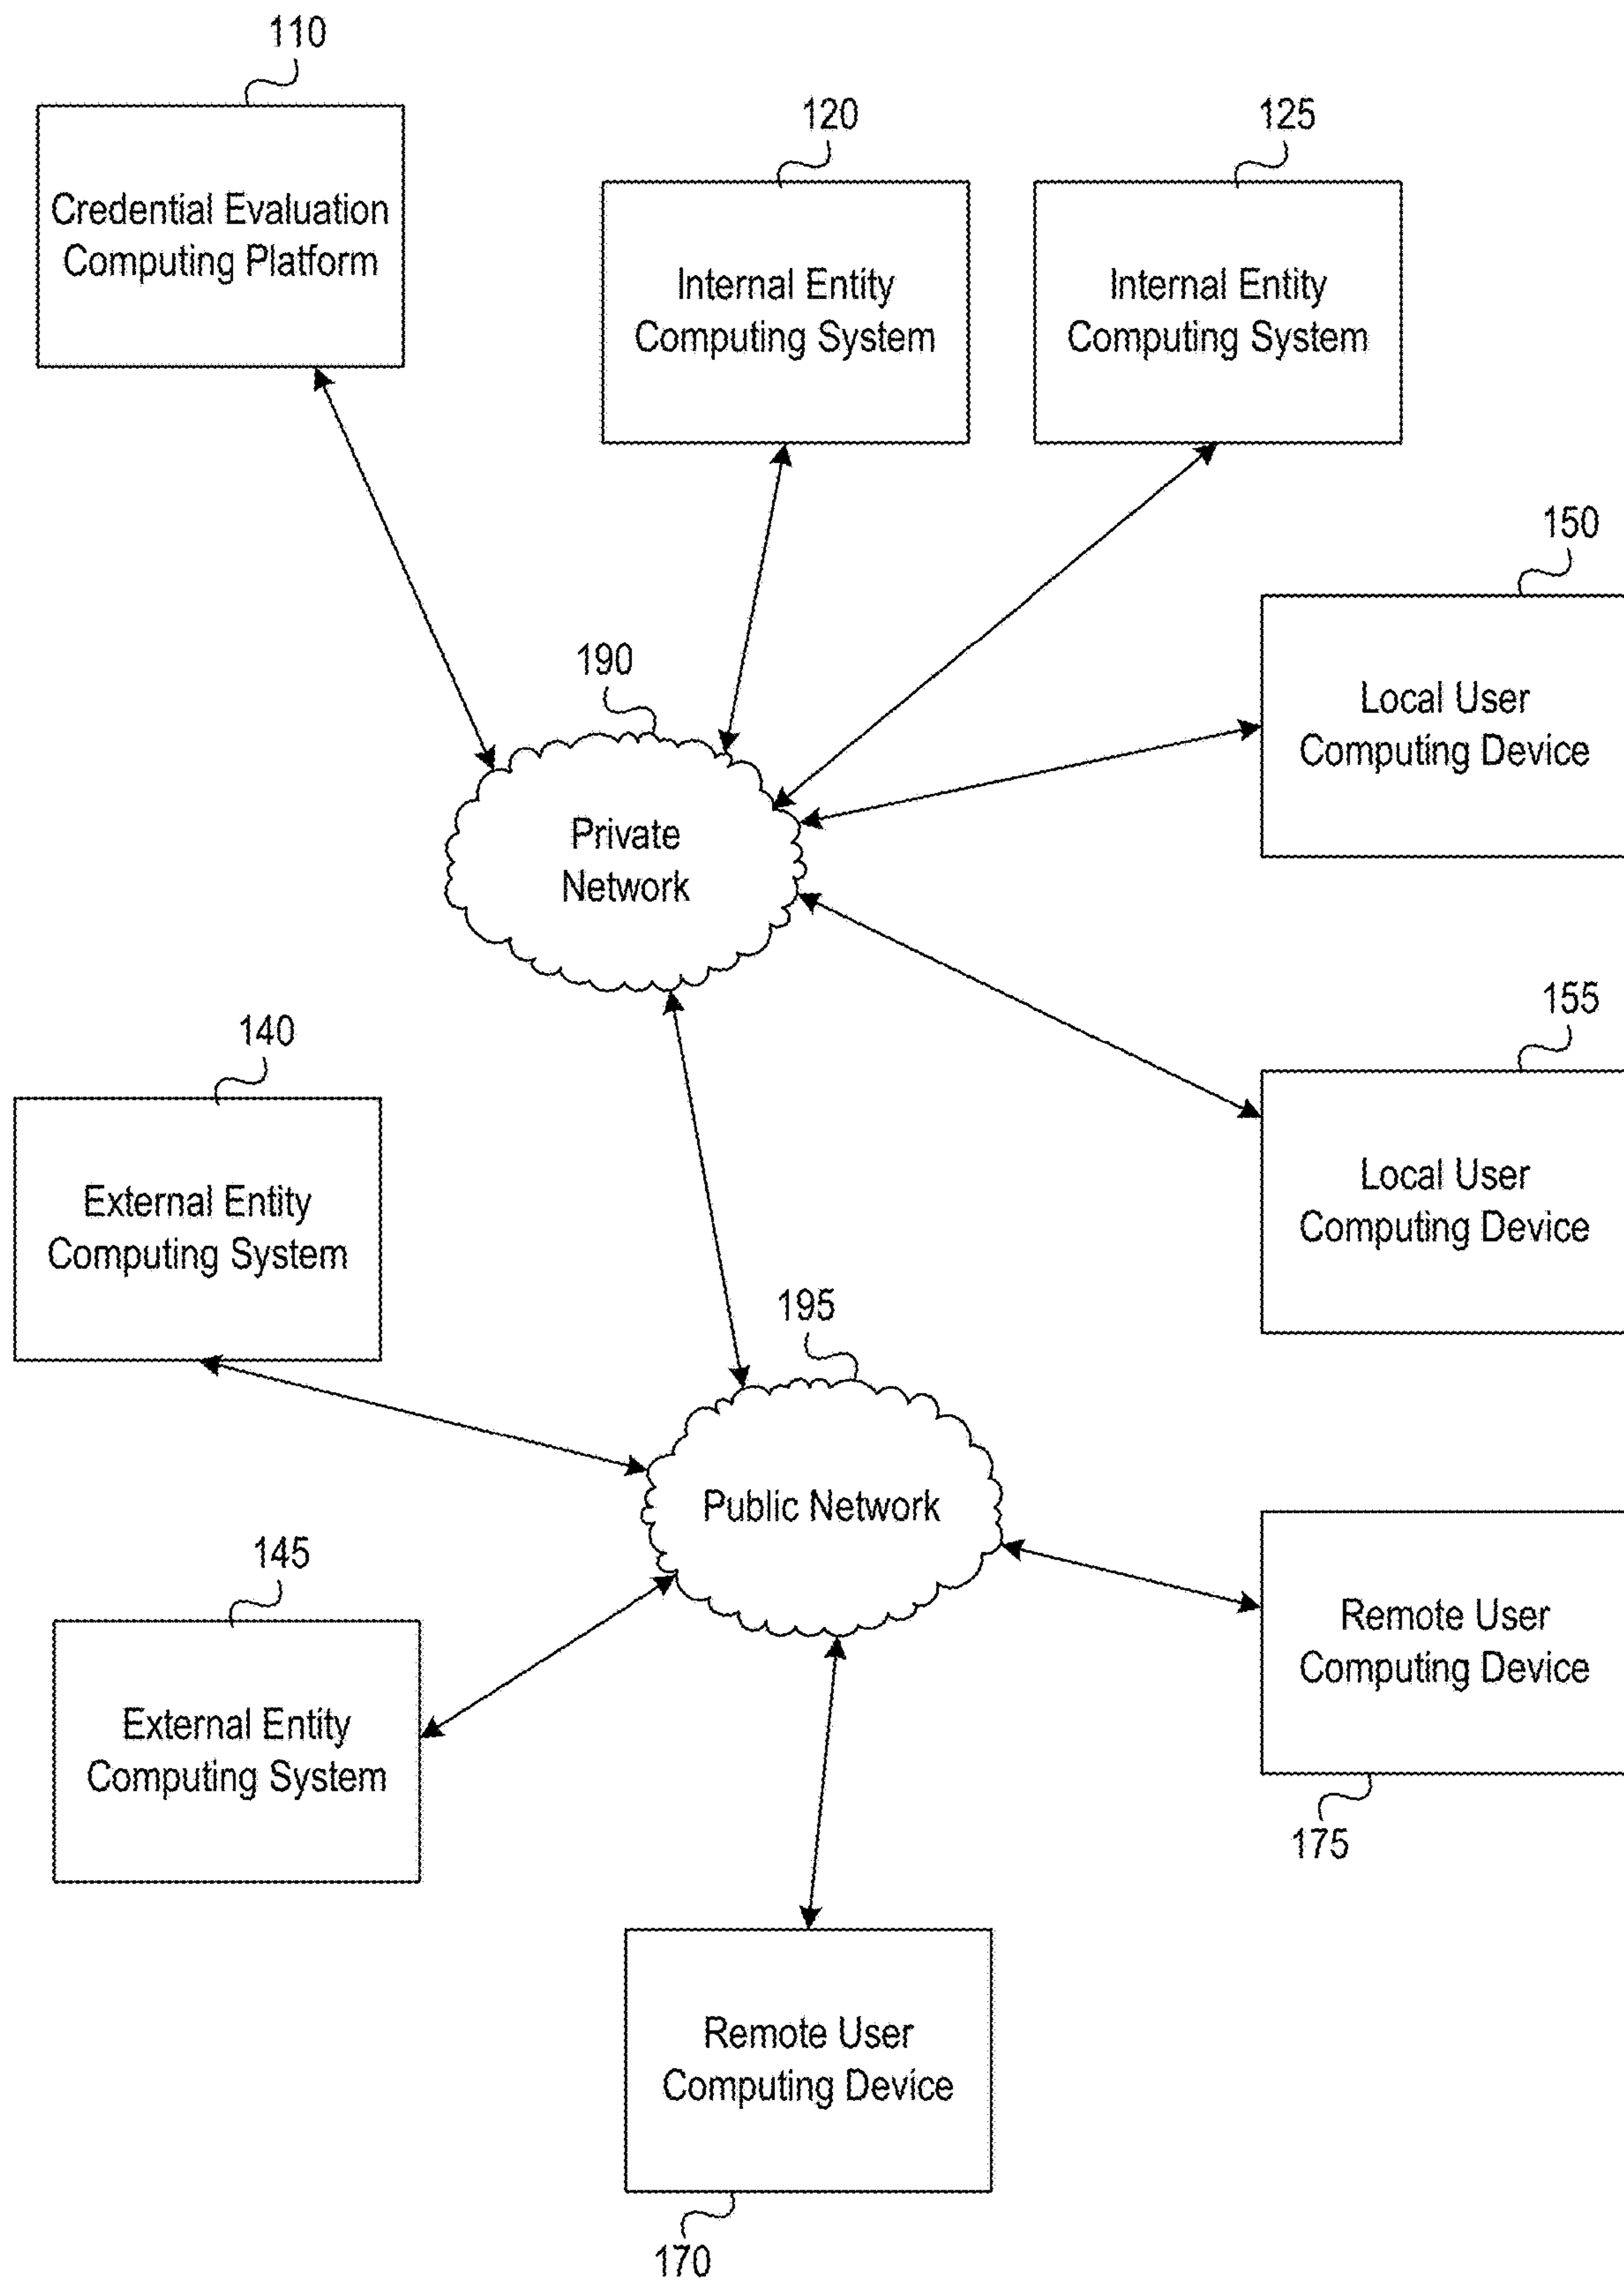 110
Credential Evaluation
Computing Platform
120
Internal Entity
Computing System
125
Internal Entity
Computing System
150
Local User
Computing Device
190
Private
Network
155
Local User
Computing Device
140
External Entity
Computing System
195
Public Network
145
External Entity
Computing System
Remote User
Computing Device
175
Remote User
Computing Device
170